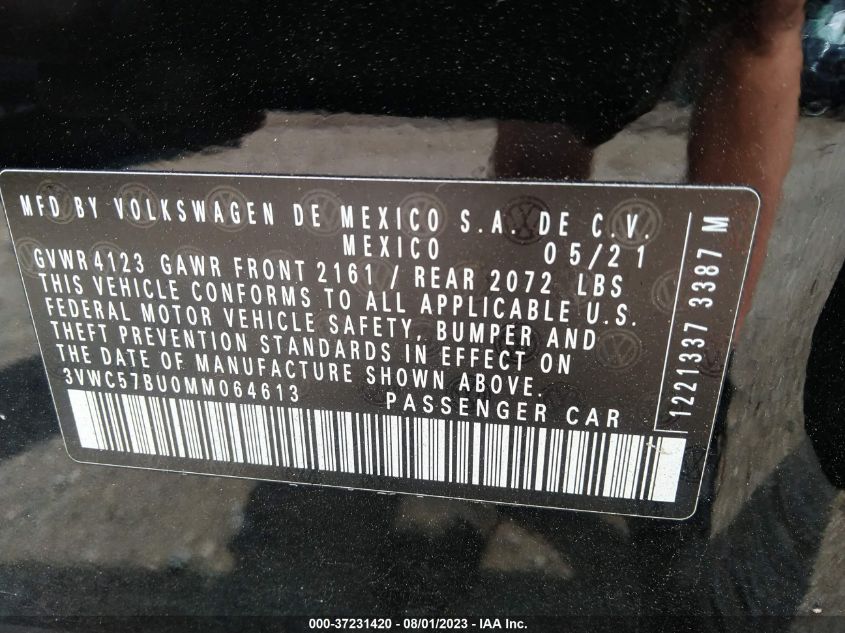 MFD BY VOLKSWAGEN DE MEXICO S.A. DE C.V.
MEXICO 05/21
GVWR4123 GAWR FRONT 2161 / REAR 2072 LBS
THIS VEHICLE CONFORMS TO ALL APPLICABLE U.S.
FEDERAL MOTOR VEHICLE SAFETY, BUMPER AND
THEFT PREVENTION STANDARDS IN EFFECT ON
THE DATE OF MANUFACTURE SHOWN ABOVE.
3VWC57BU0MM064613 PASSENGER CAR
1221337 3387 M
000-37231420 - 08/01/2023 - IAA Inc.